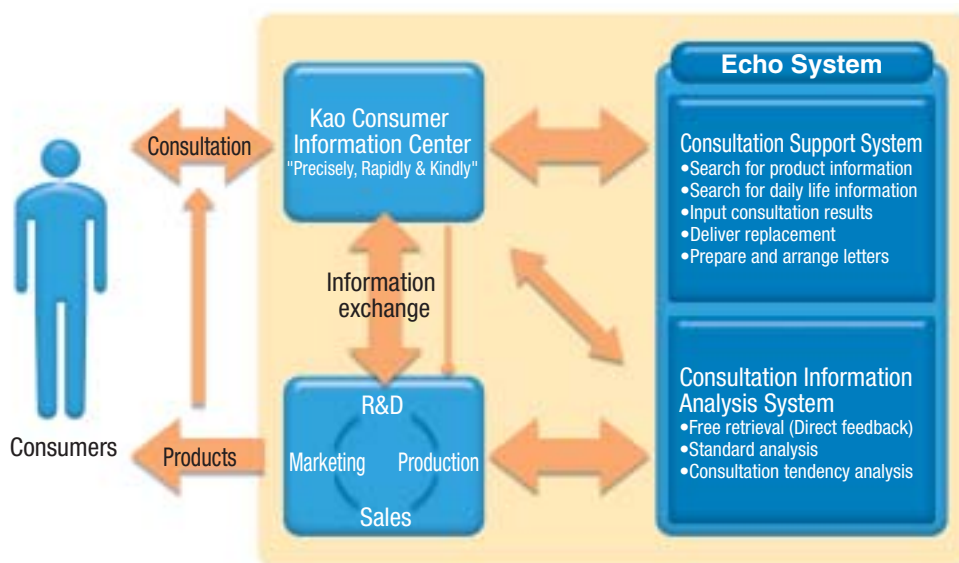 Consumers
Consultation
Products
Kao Consumer
Information Center
"Precisely, Rapidly & Kindly"
Information
exchange
R&D
Marketing
Production
Sales
Echo System
Consultation Support System
•Search for product information
•Search for daily life information
•Input consultation results
•Deliver replacement
•Prepare and arrange letters
Consultation Information
Analysis System
•Free retrieval (Direct feedback)
•Standard analysis
•Consultation tendency analysis